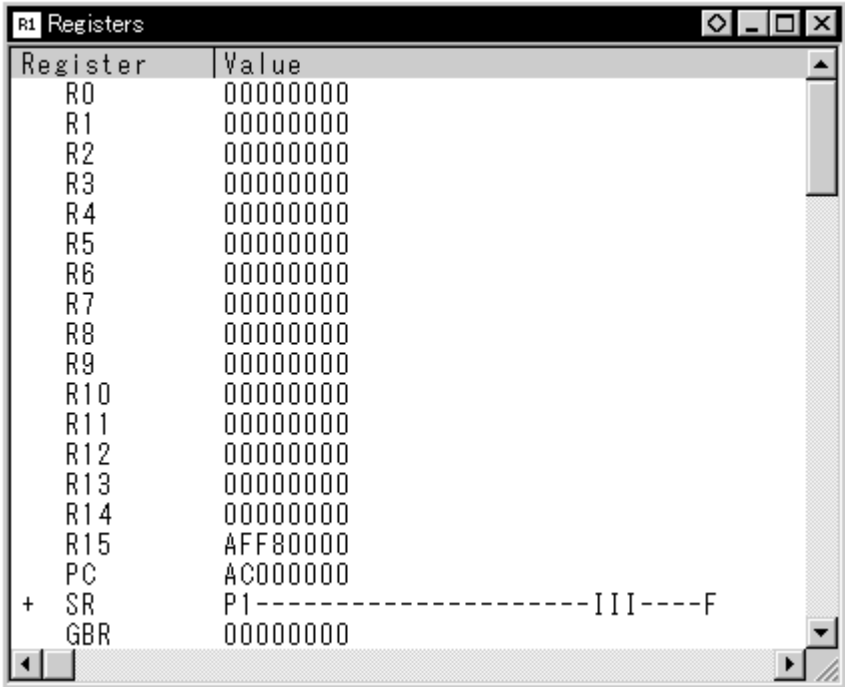 R1 Registers
Register Value
R0 00000000
R1 00000000
R2 00000000
R3 00000000
R4 00000000
R5 00000000
R6 00000000
R7 00000000
R8 00000000
R9 00000000
R10 00000000
R11 00000000
R12 00000000
R13 00000000
R14 00000000
R15 AFF80000
PC AC000000
+ SR P1---------------------III----F
GBR 00000000